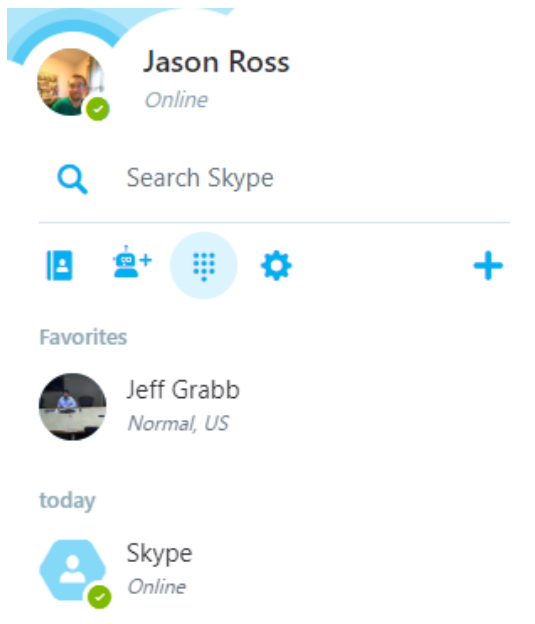 Jason Ross
Online
Search Skype
Favorites
Jeff Grabb
Normal, US
today
Skype
Online